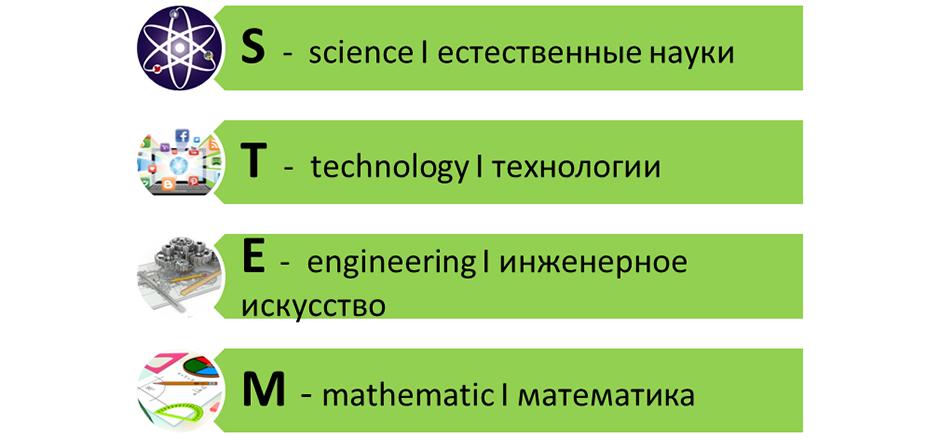 S - science I естественные науки
T - technology I технологии
E - engineering I инженерное
искусство
M - mathematic I математика